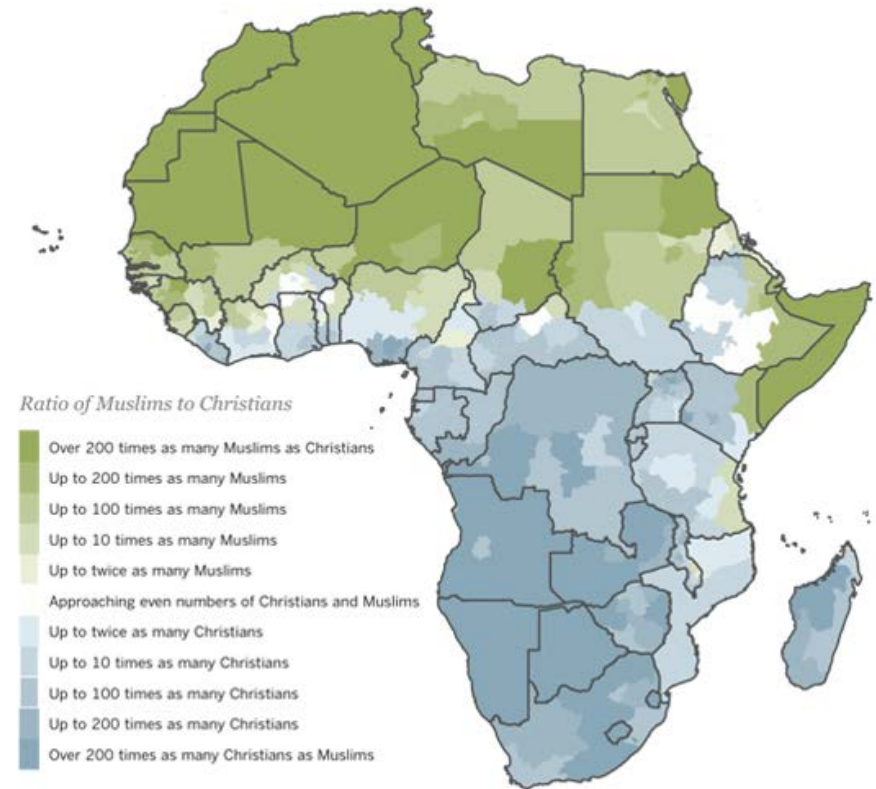 Ratio of Muslims to Christians
Over 200 times as many Muslims as Christians
Up to 200 times as many Muslims
Up to 100 times as many Muslims
Up to 10 times as many Muslims
Up to twice as many Muslims
Approaching even numbers of Christians and Muslims
Up to twice as many Christians
Up to 10 times as many Christians
Up to 100 times as many Christians
Up to 200 times as many Christians
Over 200 times as many Christians as Muslims